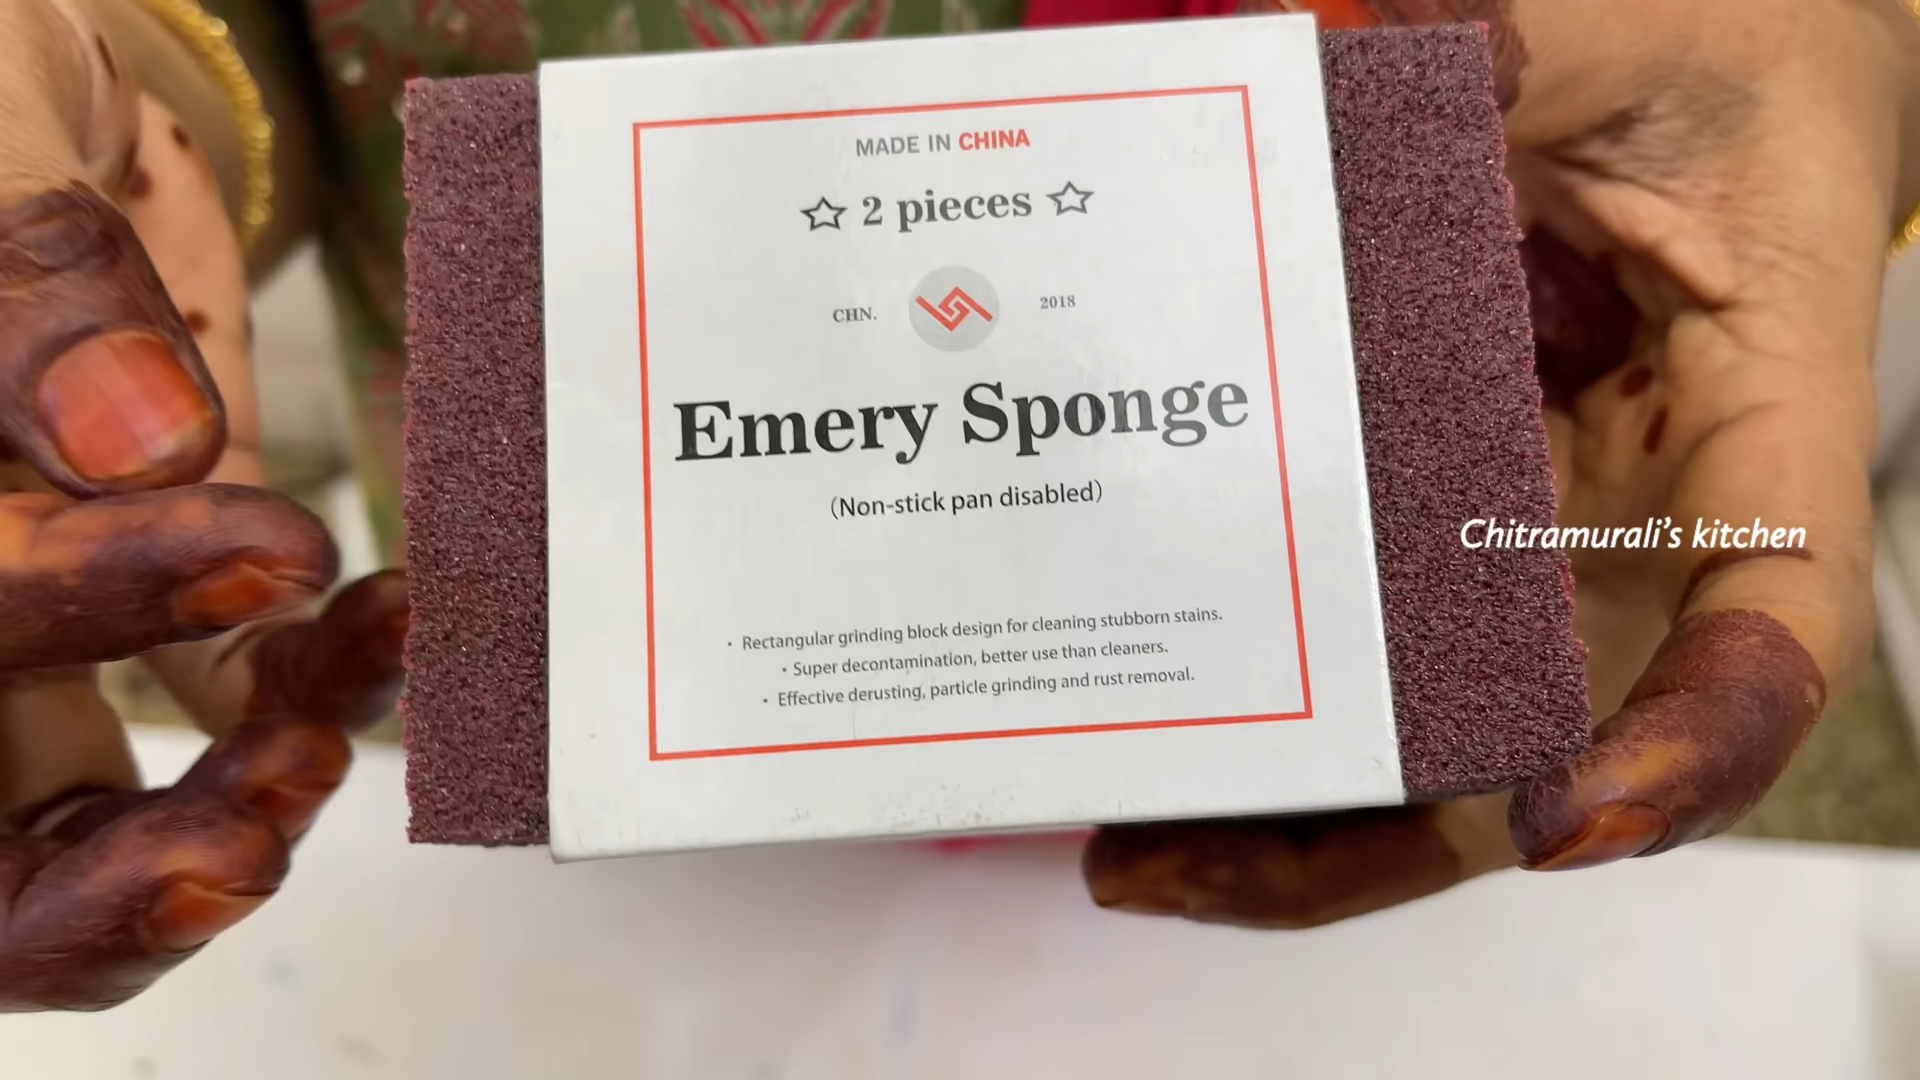 MADE IN CHINA
☆ 2 pieces ☆
CHN. 2018
Emery Sponge
(Non-stick pan disabled)
• Rectangular grinding block design for cleaning stubborn stains.
• Super decontamination, better use than cleaners.
• Effective derusting, particle grinding and rust removal.
Chitramurali's kitchen